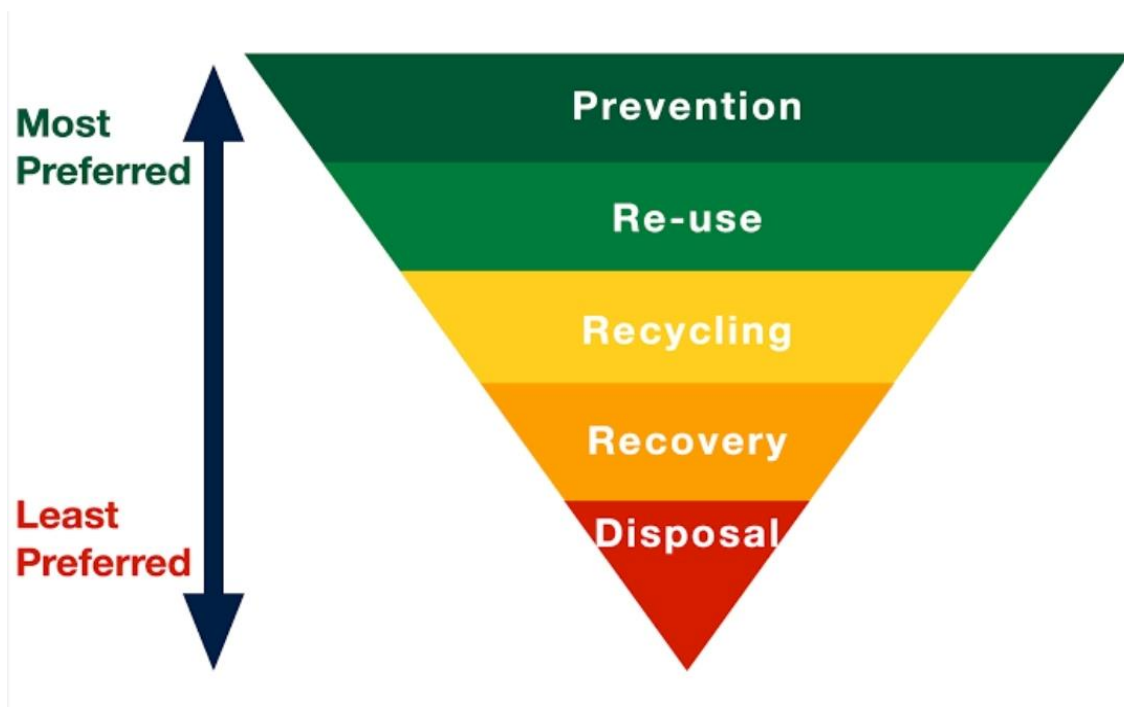 Most
Preferred
Prevention
Re-use
Recycling
Recovery
Least
Preferred
Disposal